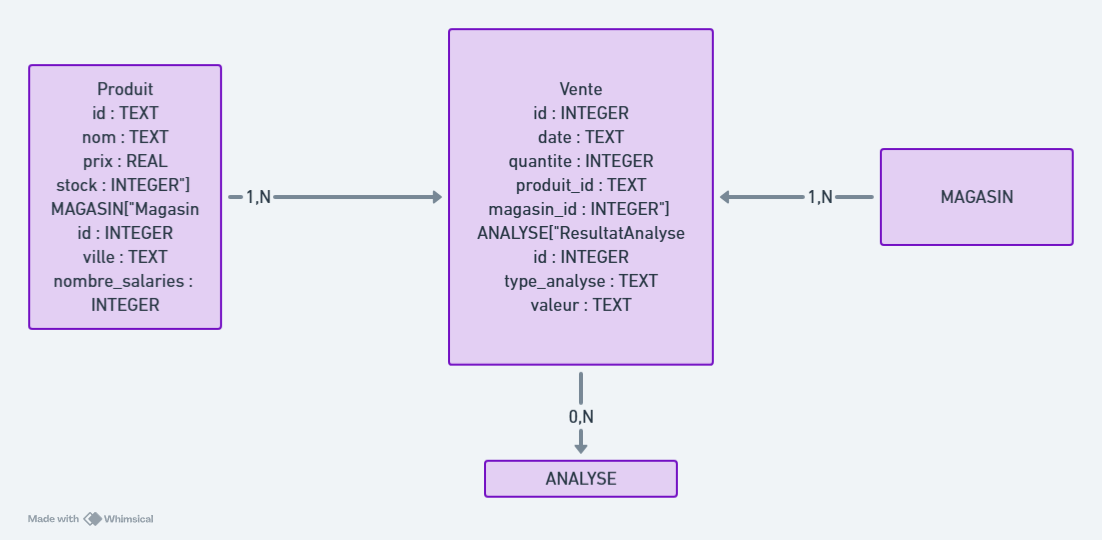 Produit
id : TEXT
nom : TEXT
prix : REAL
stock : INTEGER"]
MAGASIN["Magasin
id : INTEGER
ville : TEXT
nombre_salaries :
INTEGER
1,N
Vente
id : INTEGER
date : TEXT
quantite : INTEGER
produit_id : TEXT
magasin_id : INTEGER"]
ANALYSE["ResultatAnalyse
id : INTEGER
type_analyse : TEXT
valeur : TEXT
1,N
MAGASIN
0,N
ANALYSE
Made with Whimsical